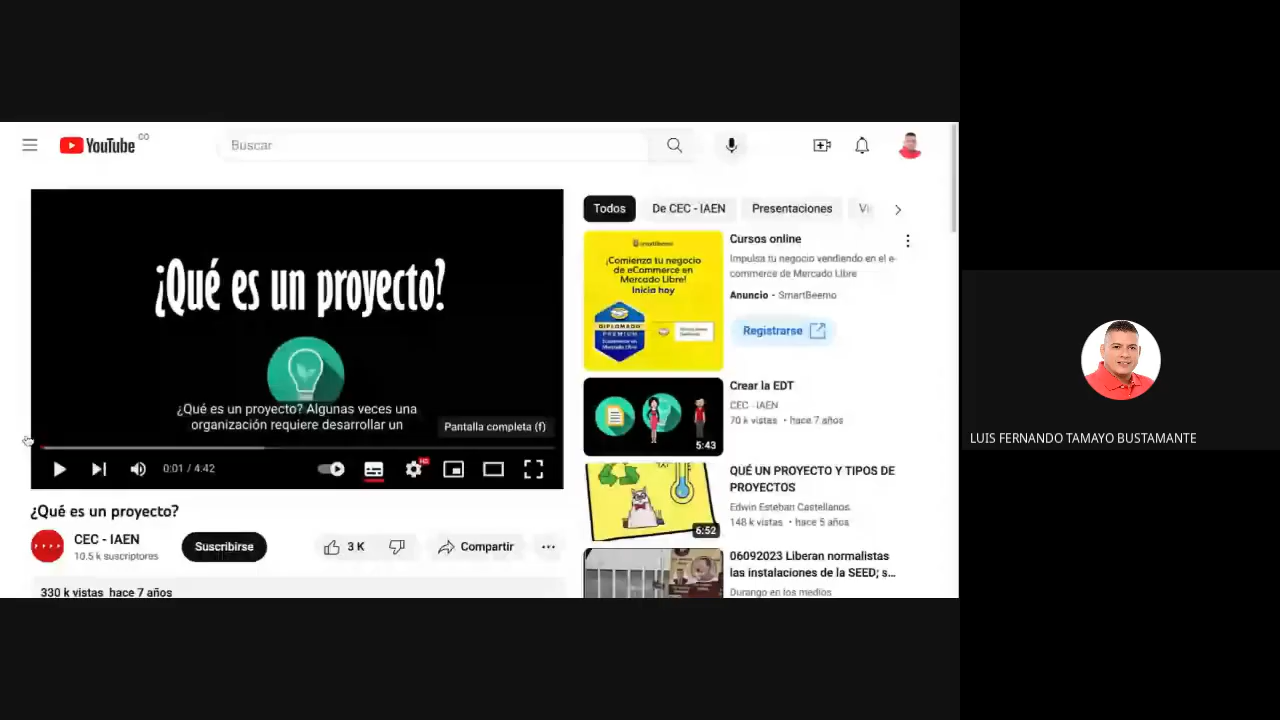 YouTube
CO
Buscar
¿Qué es un proyecto?
¿Qué es un proyecto? Algunas veces una
organización requiere desarrollar un
Pantalla completa (f)
0:01 / 4:42
HD
¿Qué es un proyecto?
CEC - IAEN
10.5 k suscriptores
Suscribirse
3 K
Compartir
330 k vistas hace 7 años
Todos
De CEC - IAEN
Presentaciones
¡Comienza tu negocio
de eCommerce en
Mercado Libre!
Inicia hoy
DIPLOMADO
PREMIUM
Cursos online
Impulsa tu negocio vendiendo en el e-
commerce de Mercado Libre
Anuncio - SmartBeemo
Registrarse
5:43
Crear la EDT
CEC - IAEN
70 k vistas • hace 7 años
6:52
QUÉ UN PROYECTO Y TIPOS DE
PROYECTOS
Edwin Esteban Castellanos.
148 k vistas • hace 5 años
06092023 Liberan normalistas
las instalaciones de la SEED; s...
Durango en los medios
LUIS FERNANDO TAMAYO BUSTAMANTE